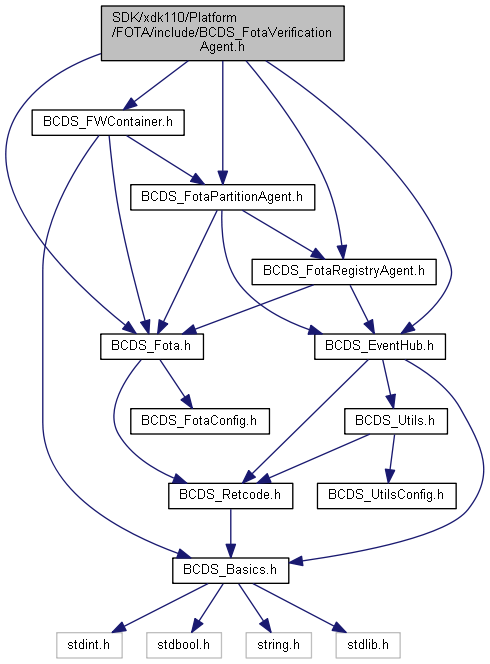 SDK/xdk110/Platform
/FOTA/include/BCDS_FotaVerification
Agent.h
BCDS_FWContainer.h
BCDS_FotaPartitionAgent.h
BCDS_FotaRegistryAgent.h
BCDS_Fota.h
BCDS_EventHub.h
BCDS_FotaConfig.h
BCDS_Utils.h
BCDS_Retcode.h
BCDS_UtilsConfig.h
BCDS_Basics.h
stdint.h
stdbool.h
string.h
stdlib.h